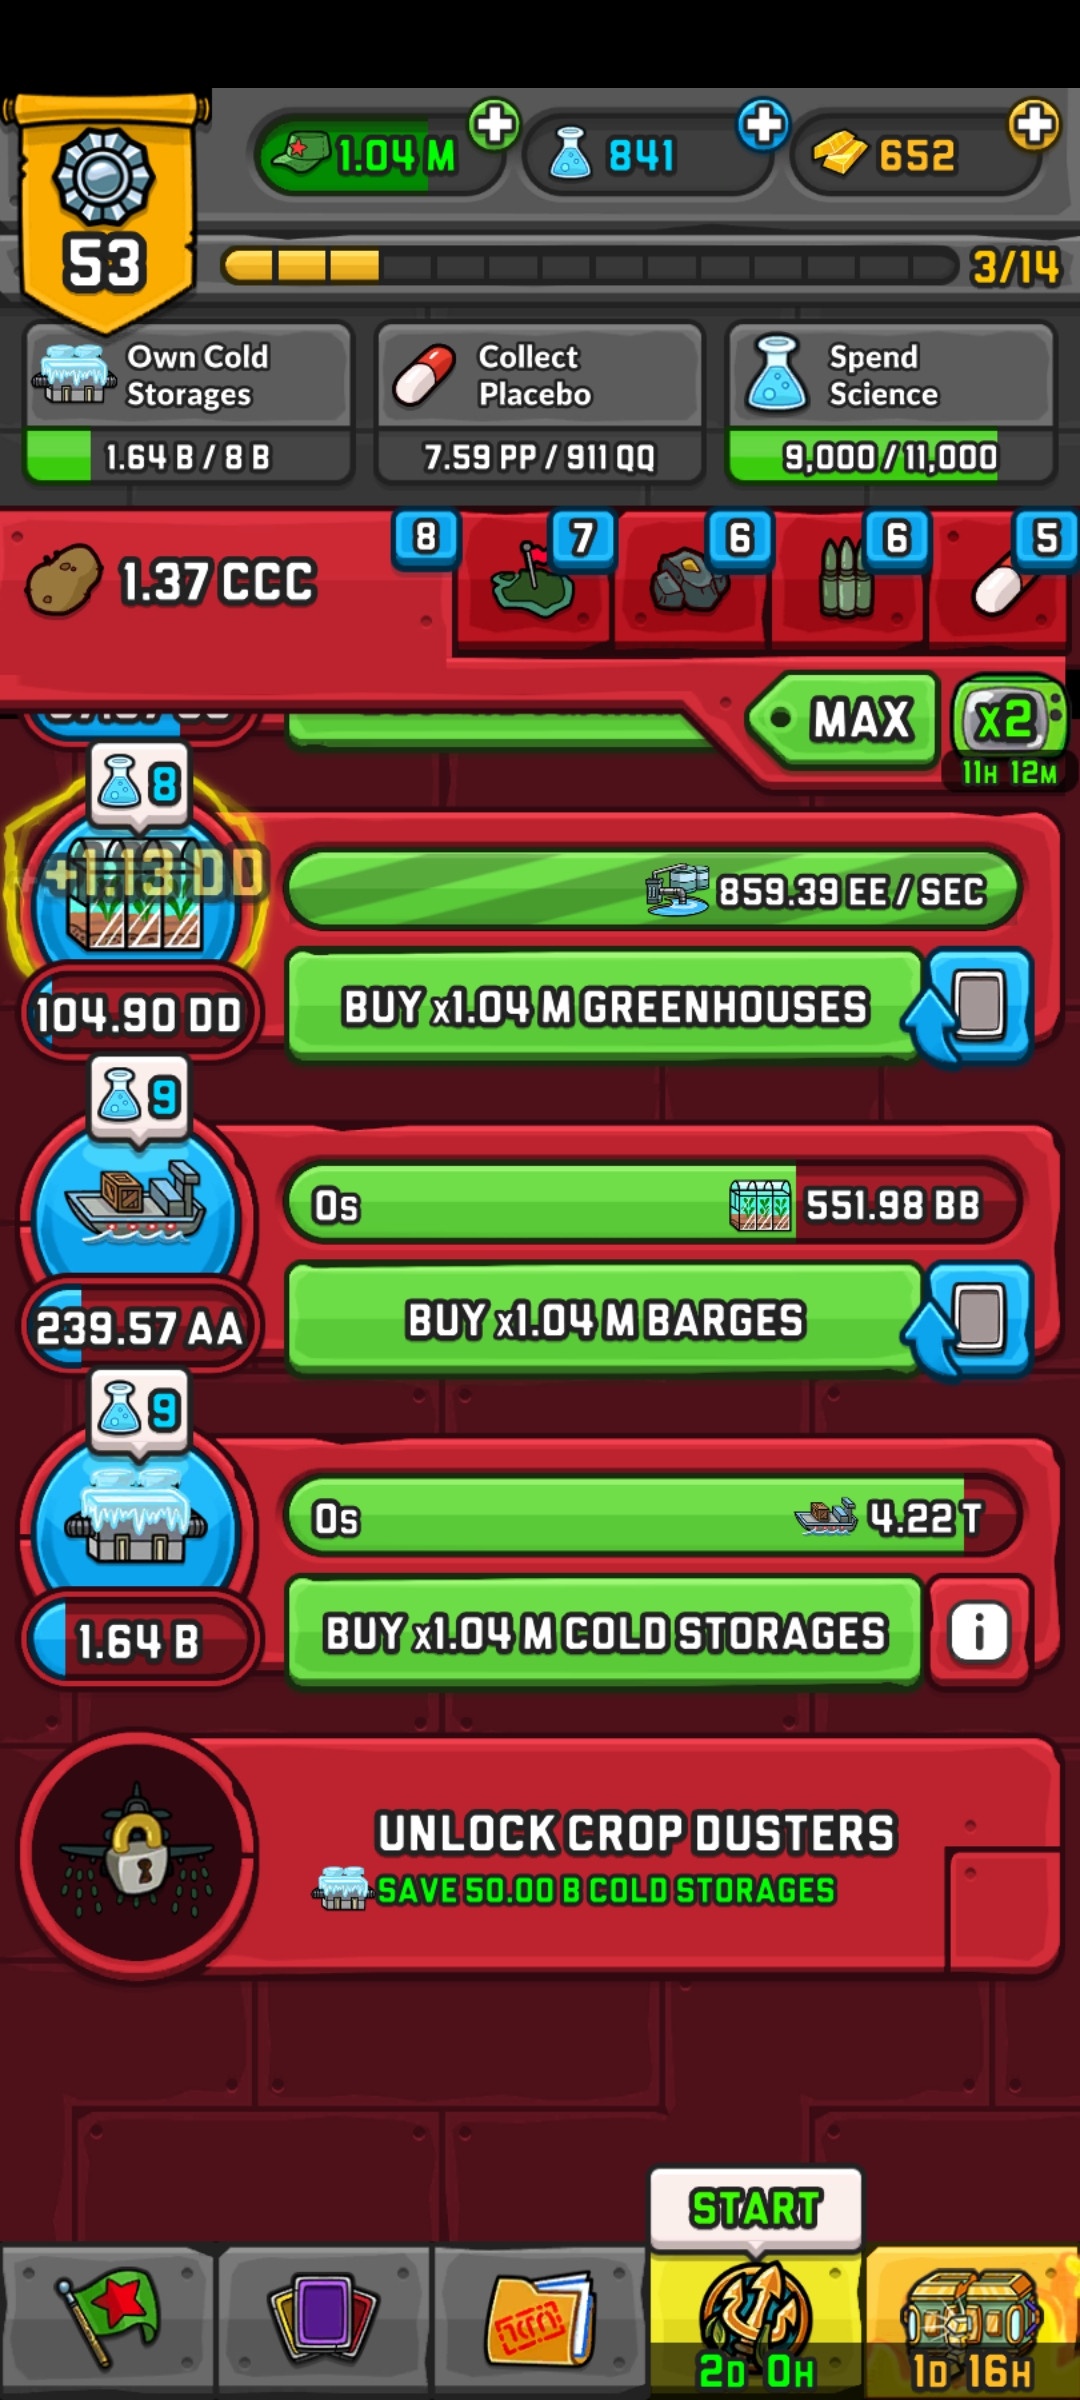 1.04 M
841
652
53
3/14
Own Cold
Storages
Collect
Placebo
Spend
Science
1.64 B / 8 B
7.59 PP / 911 QQ
9,000 / 11,000
8
7
6
6
5
1.37 CCC
MAX
x2
11H 12M
8
+1.13 DD
859.39 EE / SEC
BUY x1.04 M GREENHOUSES
104.90 DD
9
0s
551.98 BB
BUY x1.04 M BARGES
239.57 AA
9
0s
4.22 T
BUY x1.04 M COLD STORAGES
i
1.64 B
UNLOCK CROP DUSTERS
SAVE 50.00 B COLD STORAGES
START
2D 0H
1D 16H